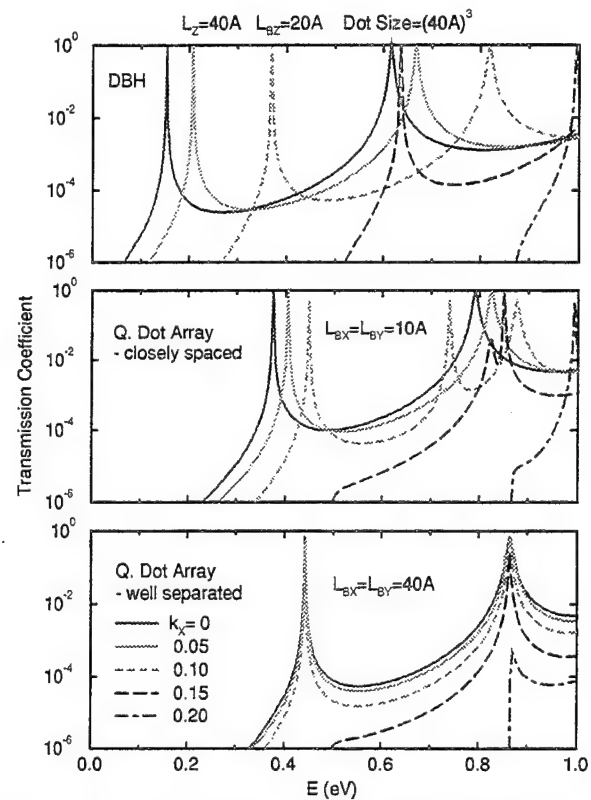 L_Z=40A L_BZ=20A Dot Size=(40A)^3
Transmission Coefficient
10^0
10^-2
10^-4
10^-6
DBH
10^0
10^-2
10^-4
10^-6
Q. Dot Array
- closely spaced
L_BX=L_BY=10A
10^0
10^-2
10^-4
10^-6
Q. Dot Array
- well separated
L_BX=L_BY=40A
k_X= 0
0.05
0.10
0.15
0.20
0.0 0.2 0.4 0.6 0.8 1.0
E (eV)